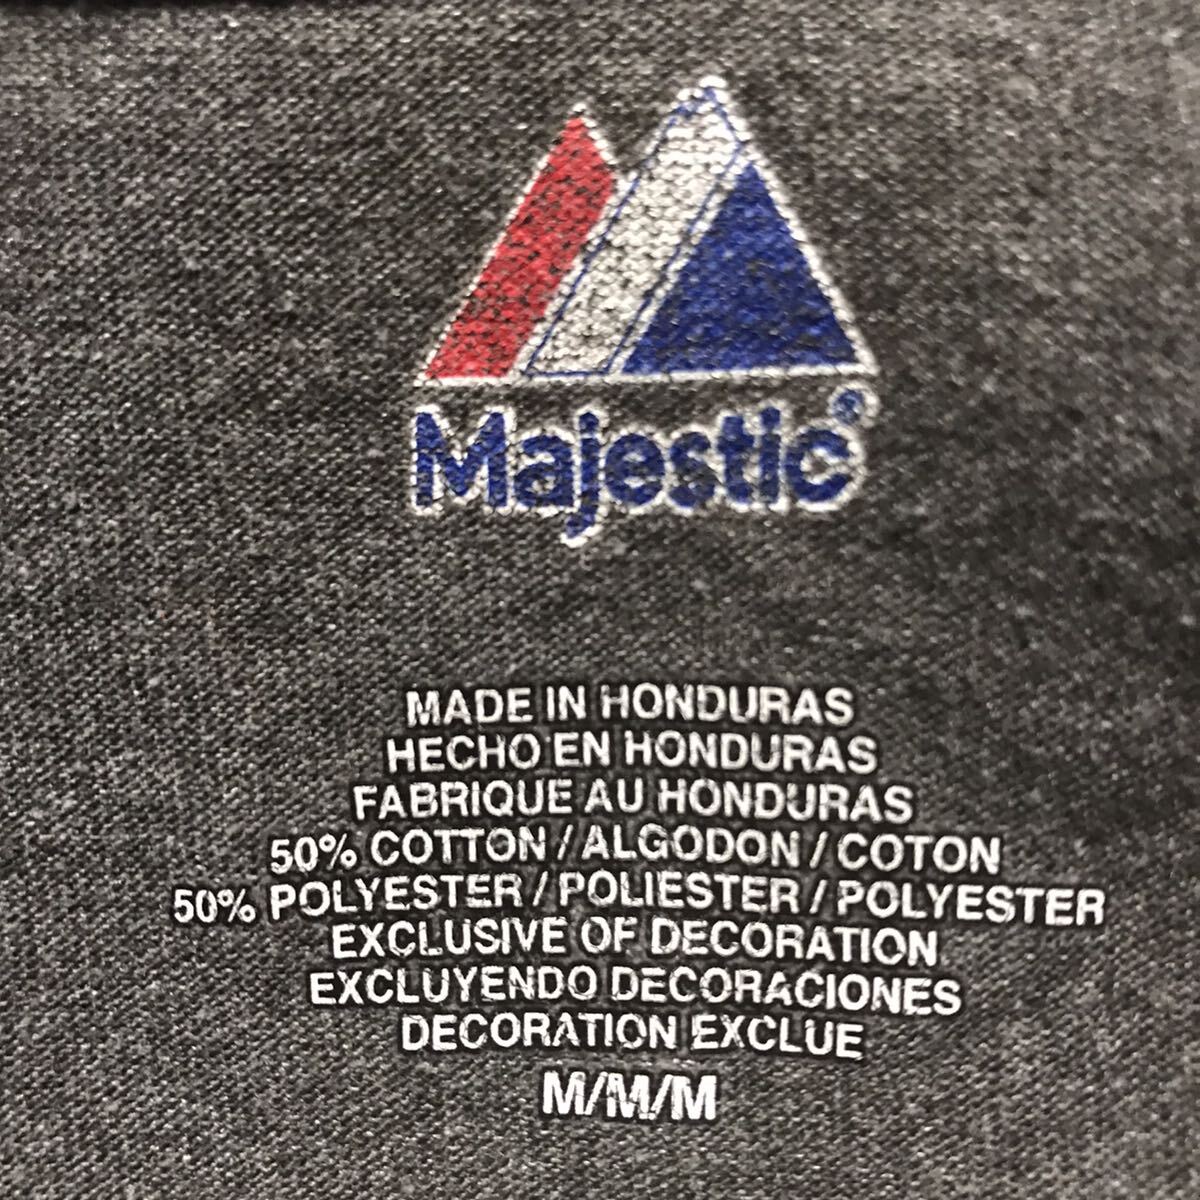 Majestic®
MADE IN HONDURAS
HECHO EN HONDURAS
FABRIQUE AU HONDURAS
50% COTTON / ALGODON / COTON
50% POLYESTER / POLIESTER / POLYESTER
EXCLUSIVE OF DECORATION
EXCLUYENDO DECORACIONES
DECORATION EXCLUE
M/M/M